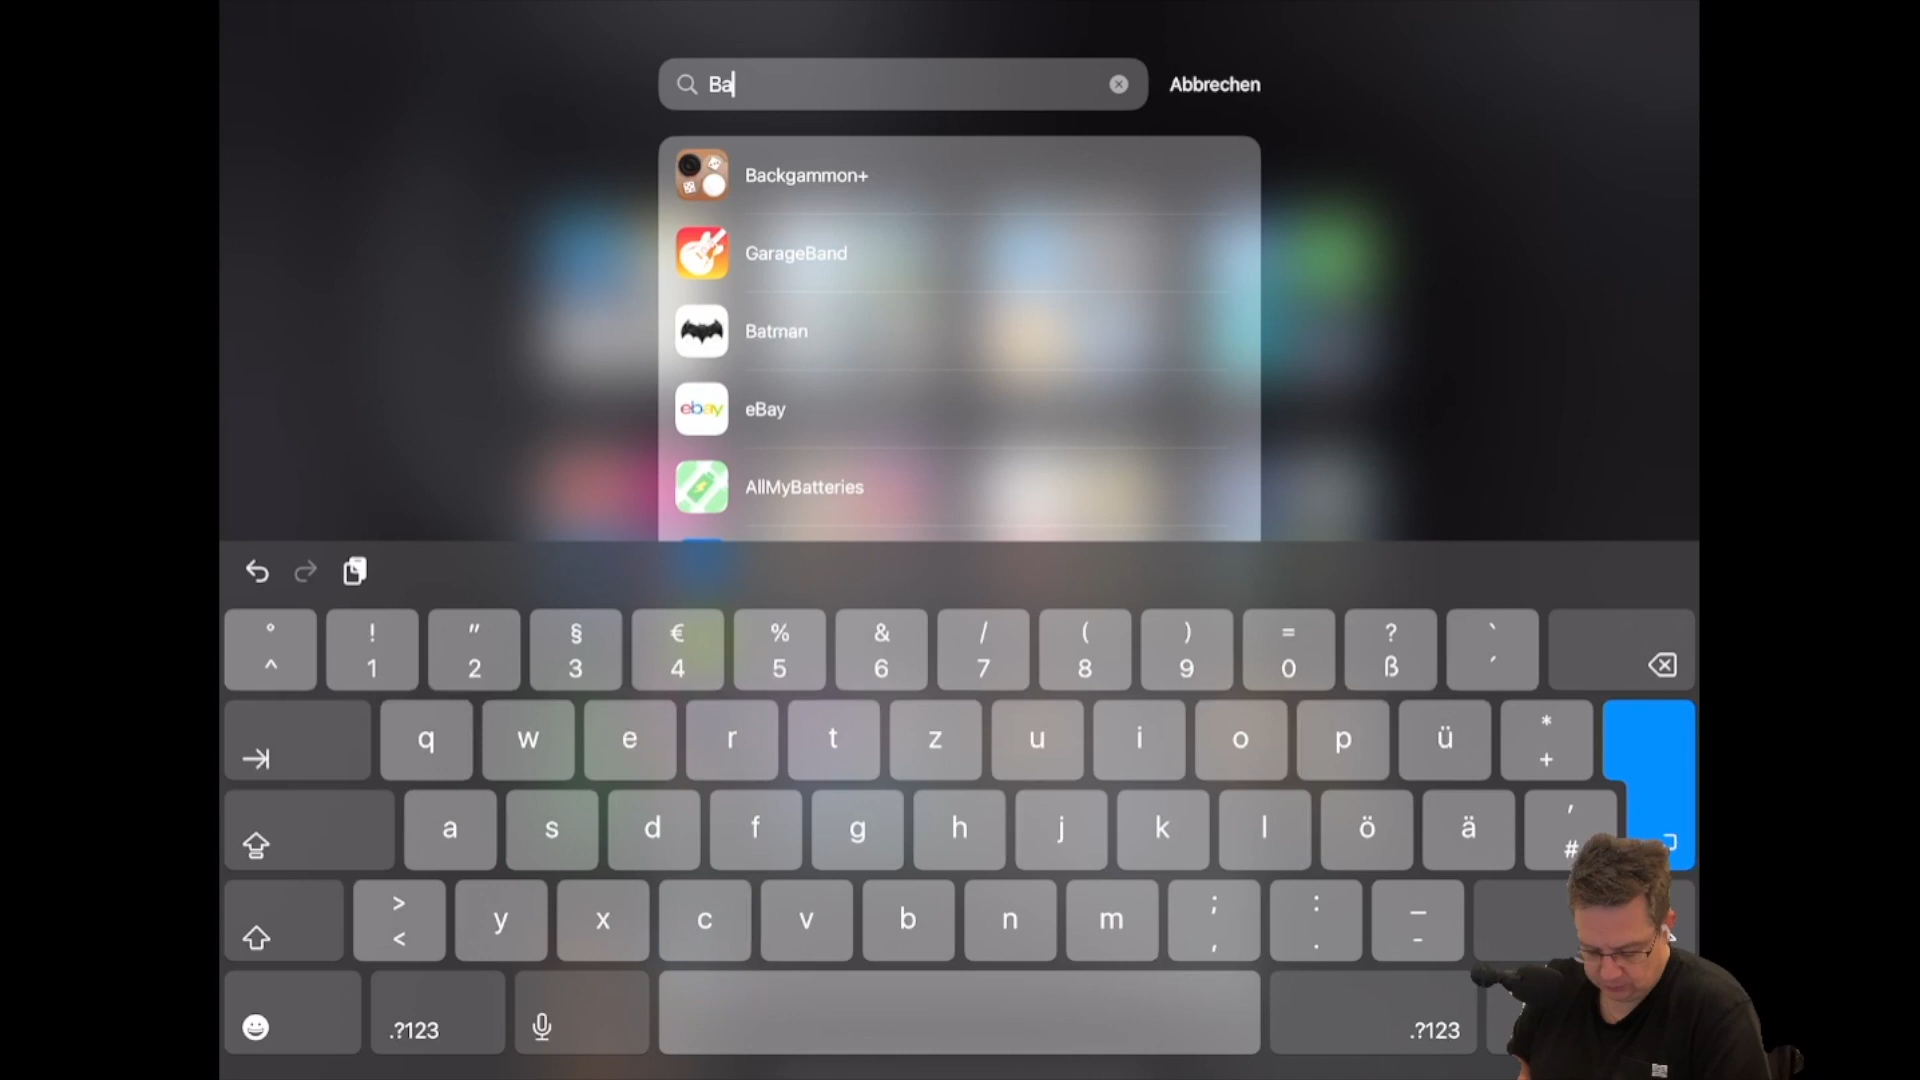 Ba
Abbrechen
Backgammon+
GarageBand
Batman
ebay
eBay
AllMyBatteries
° ! " § € % & / ( ) = ? `
^ 1 2 3 4 5 6 7 8 9 0 ß ´
q w e r t z u i o p ü * +
a s d f g h j k l ö ä ' #
> < y x c v b n m ; , : . _ -
.?123 .?123